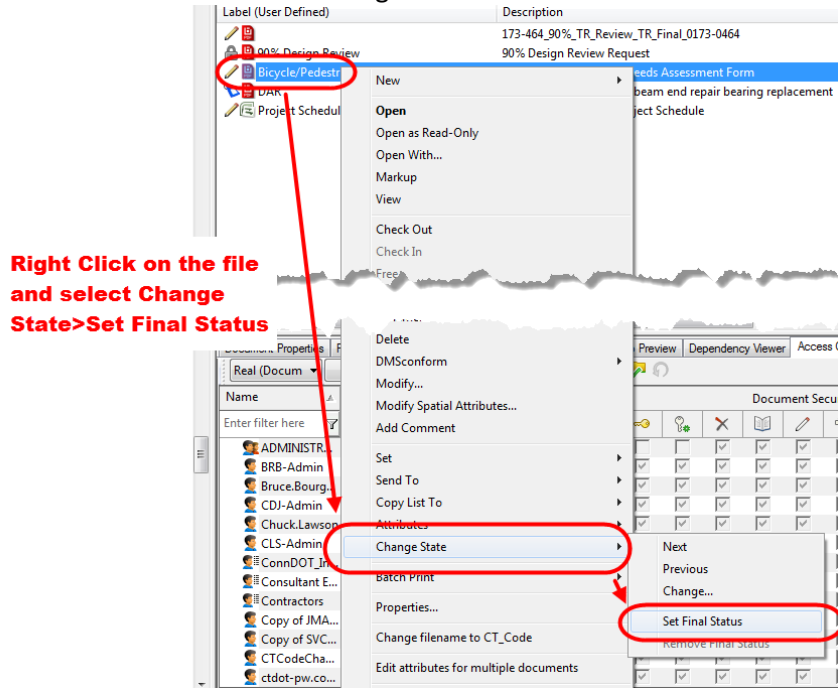 Label (User Defined) Description
173-464_90%_TR_Review_TR_Final_0173-0464
90% Design Review 90% Design Review Request
Bicycle/Pedestr eeds Assessment Form
DAR beam end repair bearing replacement
Project Schedul ject Schedule
New
Open
Open as Read-Only
Open With...
Markup
View
Check Out
Check In
Free
Right Click on the file
and select Change
State>Set Final Status
Delete
DMSconform
Modify...
Modify Spatial Attributes...
Add Comment
Set
Send To
Copy List To
Attributes
Change State
Batch Print
Properties...
Change filename to CT_Code
Edit attributes for multiple documents
Document Properties Preview Dependency Viewer Access
Real (Docum
Name Document Secu
Enter filter here
ADMINISTR...
BRB-Admin
Bruce.Bourg...
CDJ-Admin
Chuck.Lawson
CLS-Admin
ConnDOT_In...
Consultant E...
Contractors
Copy of JMA...
Copy of SVC...
CTCodeCha...
ctdot-pw.co...
Next
Previous
Change...
Set Final Status
Remove Final Status